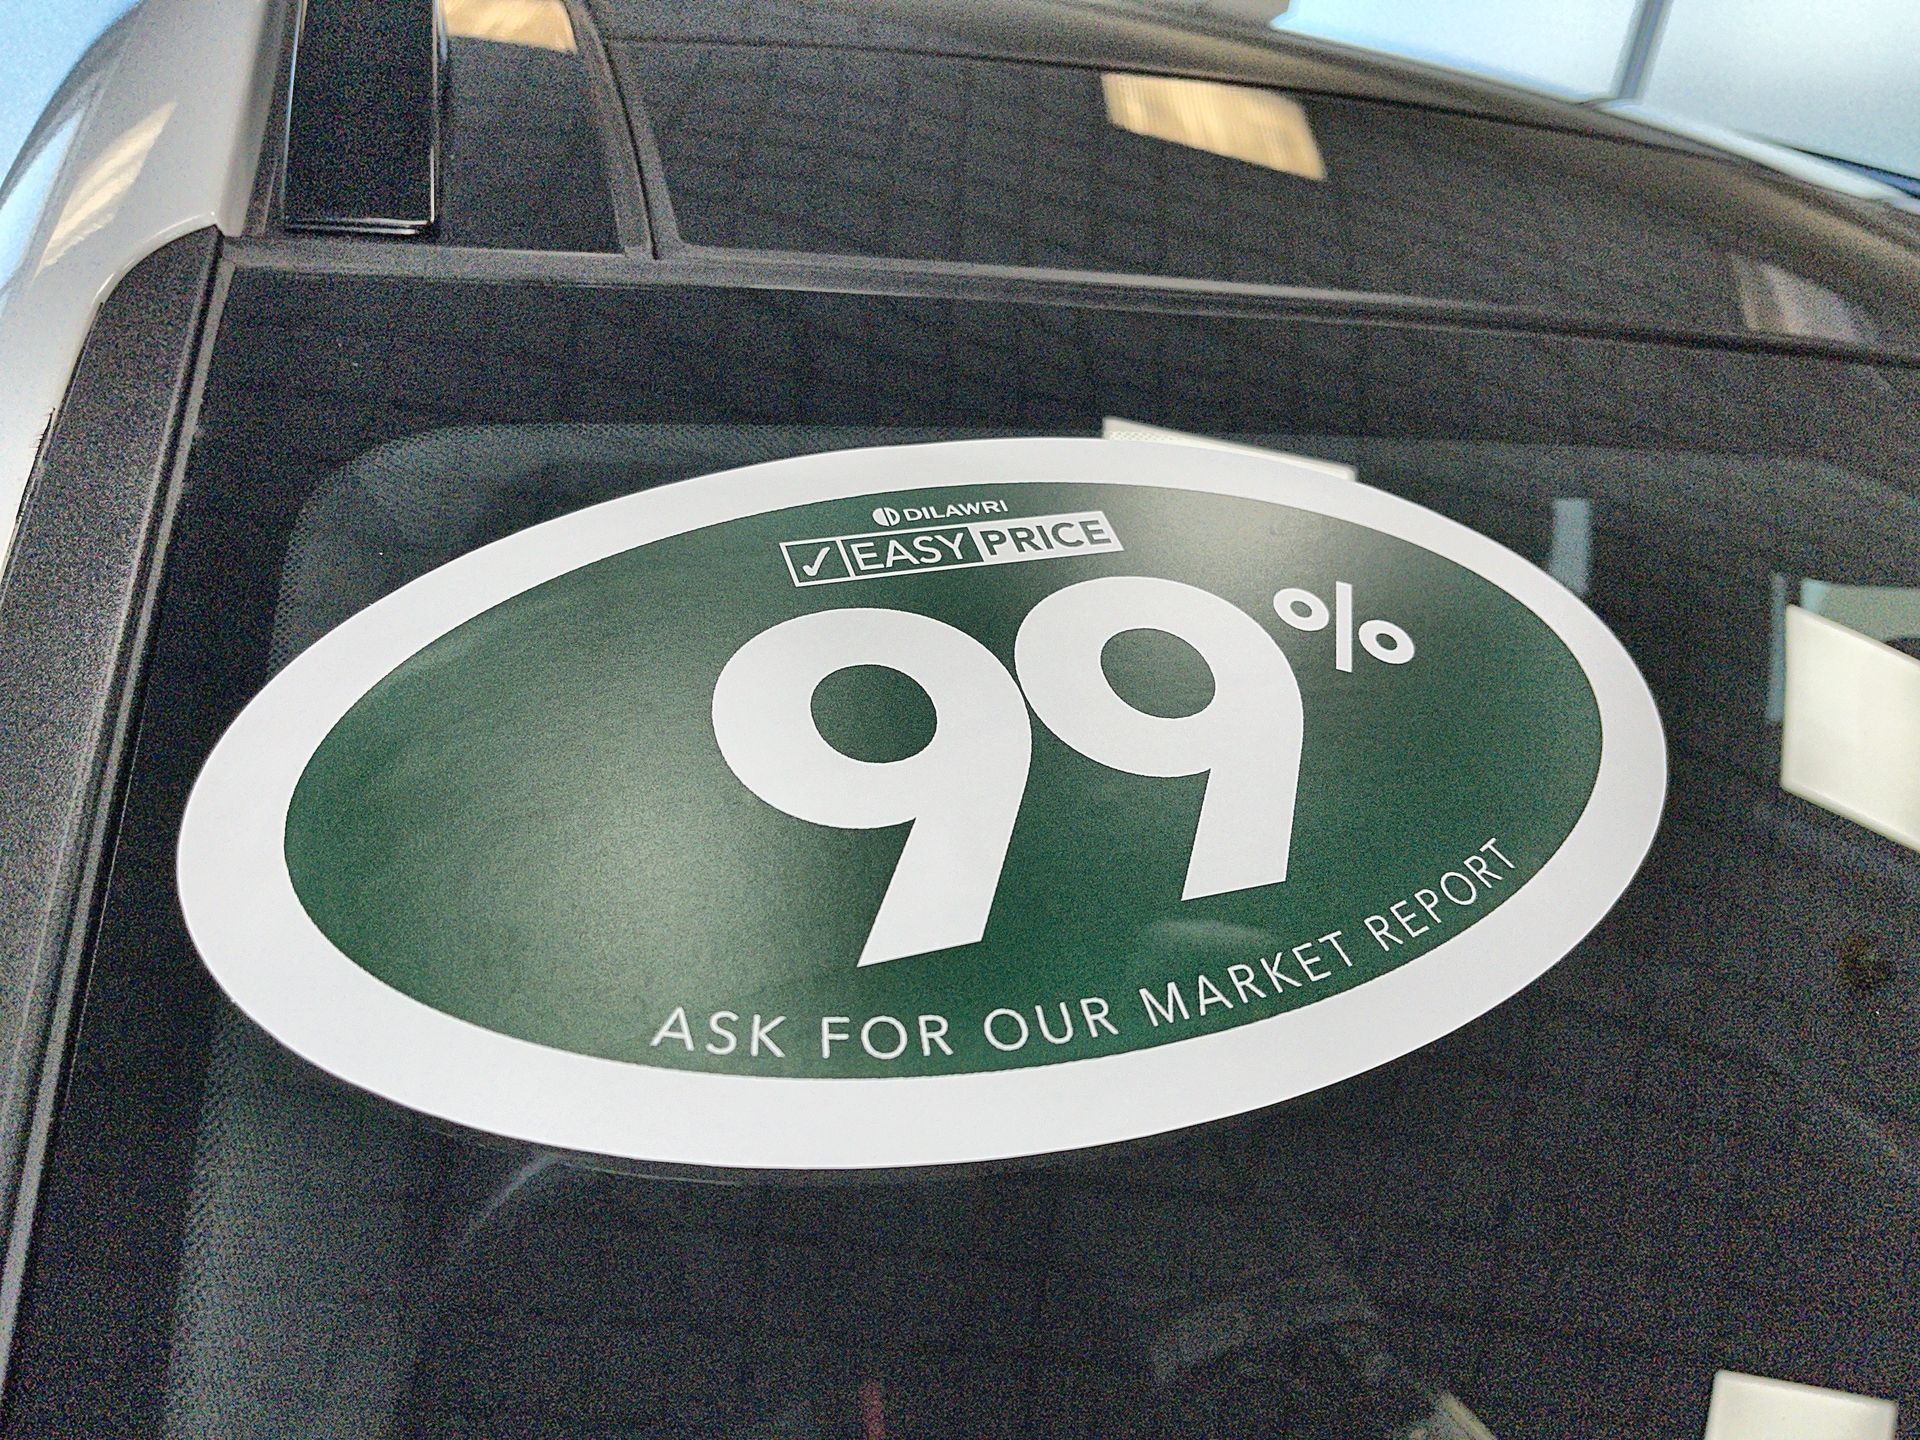 DILAWRI
✓ EASY PRICE
99%
ASK FOR OUR MARKET REPORT